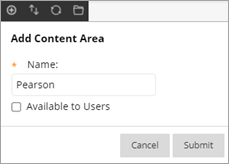 Add Content Area
* Name:
Pearson
Available to Users
Cancel Submit